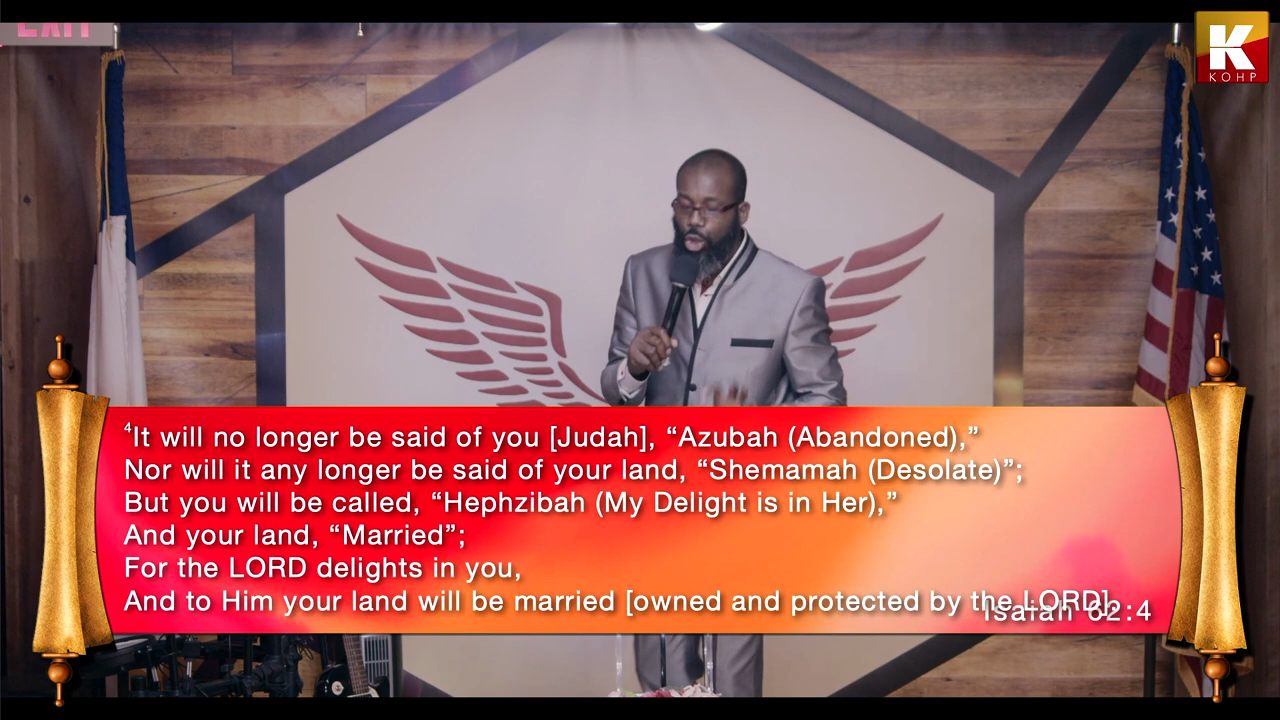 EXIT
K
KOHP
⁴It will no longer be said of you [Judah], “Azubah (Abandoned),”
Nor will it any longer be said of your land, “Shemamah (Desolate)”;
But you will be called, “Hephzibah (My Delight is in Her),”
And your land, “Married”;
For the LORD delights in you,
And to Him your land will be married [owned and protected by the LORD].
Isaiah 62:4